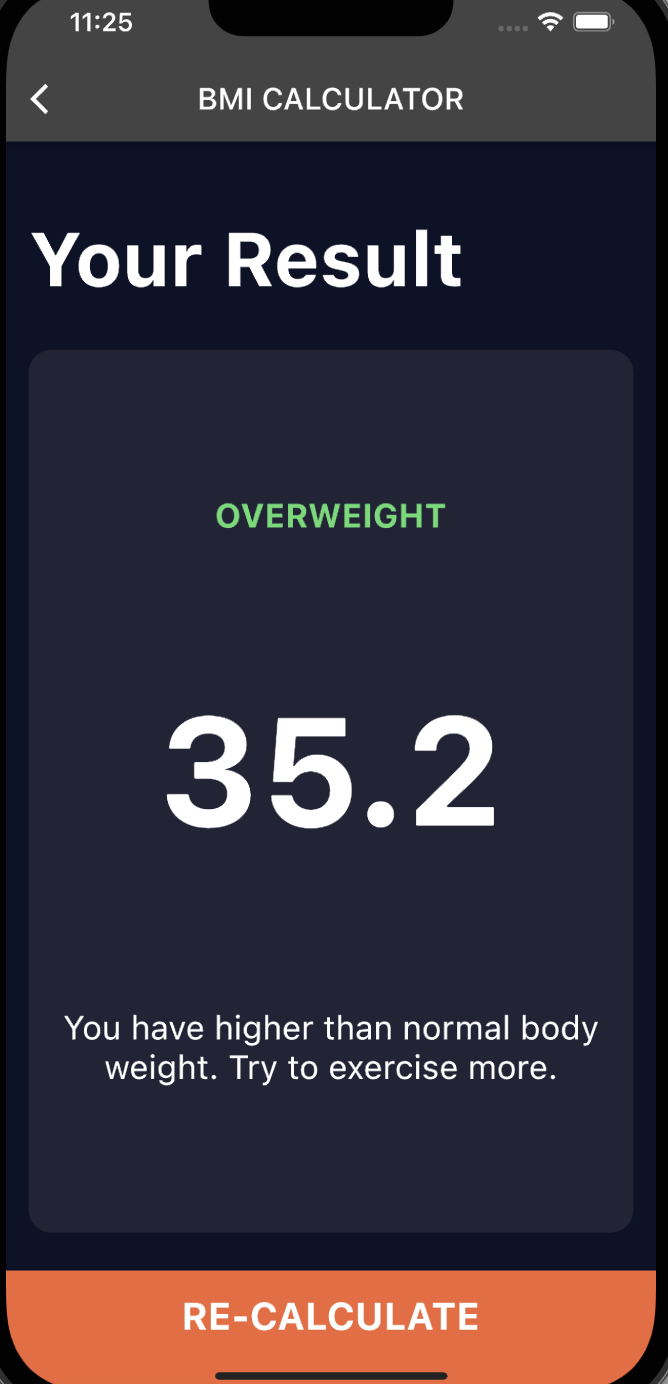 11:25
BMI CALCULATOR
Your Result
OVERWEIGHT
35.2
You have higher than normal body
weight. Try to exercise more.
RE-CALCULATE